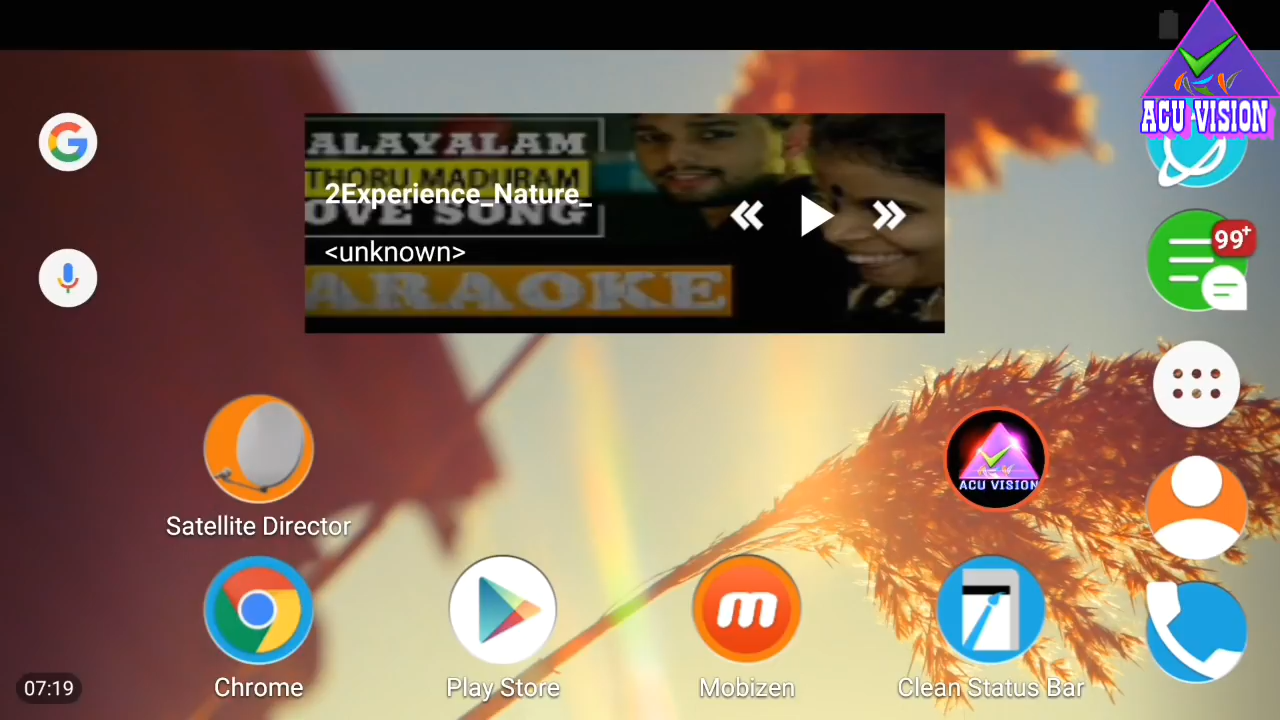 ACU VISION
ALAYALAM
THORU MADURAM
2Experience_Nature_
OVE SONG
<unknown>
ARAOKE
99+
ACU VISION
Satellite Director
Chrome
Play Store
Mobizen
Clean Status Bar
07:19